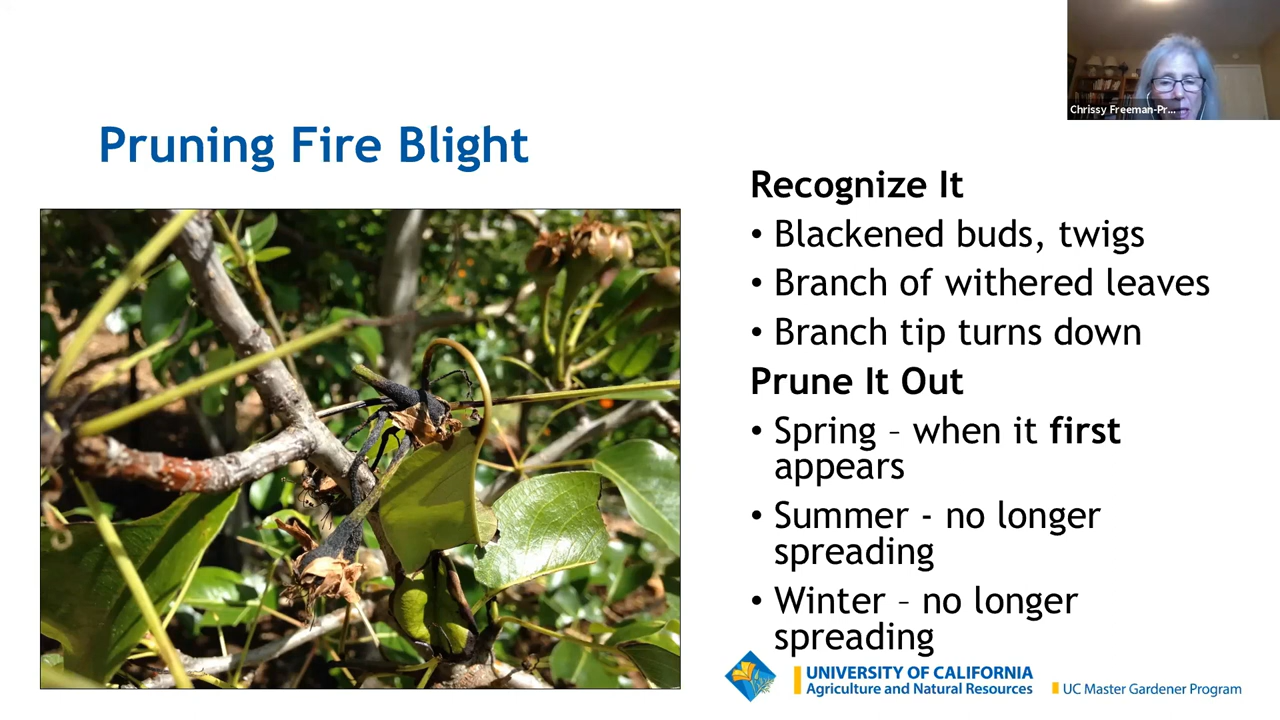 Chrissy Freeman-Pr...
Pruning Fire Blight
Recognize It
• Blackened buds, twigs
• Branch of withered leaves
• Branch tip turns down
Prune It Out
• Spring – when it first
appears
• Summer - no longer
spreading
• Winter – no longer
spreading
UNIVERSITY OF CALIFORNIA
Agriculture and Natural Resources
UC Master Gardener Program